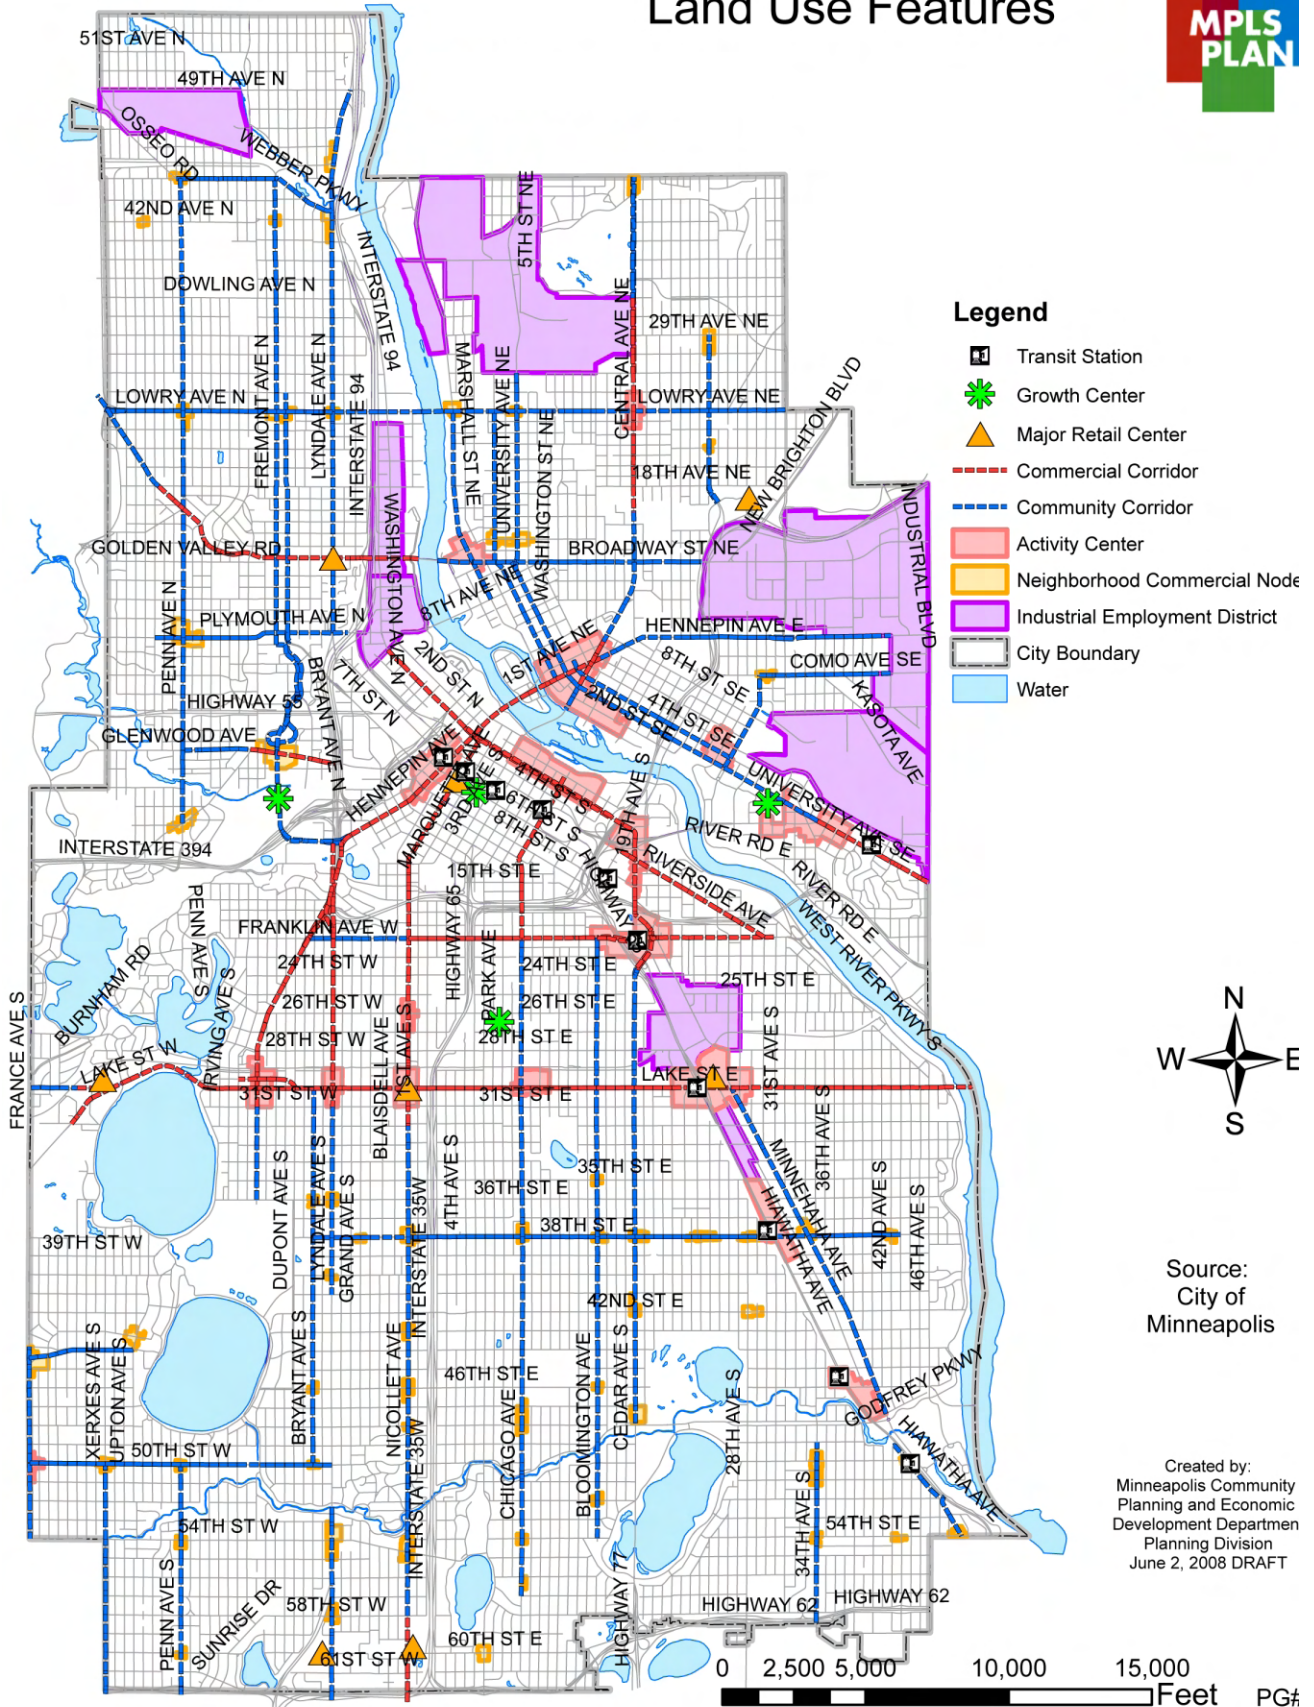 Land Use Features
MPLS
PLAN
51ST AVE N
49TH AVE N
OSSEO RD
WEBBER PKWY
42ND AVE N
5TH ST NE
INTERSTATE 94
DOWLING AVE N
CENTRAL AVE NE
29TH AVE NE
FREMONT AVE N
LYNDALE AVE N
INTERSTATE 94
MARSHALL ST NE
UNIVERSITY AVE NE
WASHINGTON ST NE
LOWRY AVE N
LOWRY AVE NE
NEW BRIGHTON BLVD
18TH AVE NE
Legend
Transit Station
Growth Center
Major Retail Center
Commercial Corridor
Community Corridor
Activity Center
Neighborhood Commercial Node
Industrial Employment District
City Boundary
Water
GOLDEN VALLEY RD
WASHINGTON AVE N
BROADWAY ST NE
NDUSTRIAL BLVD
8TH AVE NE
PENN AVE N
PLYMOUTH AVE N
HENNEPIN AVE E
1ST AVE NE
COMO AVE SE
2ND ST N
7TH ST N
BRYANT AVE N
8TH ST SE
4TH ST SE
2ND ST SE
KASOTA AVE
HIGHWAY 55
GLENWOOD AVE
HENNEPIN AVE
4TH ST S
3RD AVE S
6TH ST S
8TH ST S
19TH AVE S
UNIVERSITY AVE SE
INTERSTATE 394
RIVER RD E
RIVERSIDE AVE
15TH ST E
RIVER RD E
WEST RIVER PKWY S
PENN AVE S
HIGHWAY 65
FRANKLIN AVE W
PARK AVE
BURNHAM RD
IRVING AVE S
24TH ST W
24TH ST E
25TH ST E
26TH ST W
26TH ST E
28TH ST W
28TH ST E
FRANCE AVE S
LAKE ST W
BLAISDELL AVE
1ST AVE S
31ST AVE S
LAKE ST E
31ST ST W
31ST ST E
36TH AVE S
N
W
E
S
DUPONT AVE S
LYNDALE AVE S
GRAND AVE S
INTERSTATE 35W
4TH AVE S
35TH ST E
36TH ST E
MINNEHAHA AVE
HIAWATHA AVE
42ND AVE S
46TH AVE S
38TH ST E
39TH ST W
42ND ST E
Source:
City of
Minneapolis
XERXES AVE S
UPTON AVE S
BRYANT AVE S
NICOLLET AVE
46TH ST E
CHICAGO AVE
BLOOMINGTON AVE
CEDAR AVE S
28TH AVE S
GODFREY PKWY
HIAWATHA AVE
50TH ST W
INTERSTATE 35W
34TH AVE S
54TH ST W
54TH ST E
Created by:
Minneapolis Community
Planning and Economic
Development Departmen
Planning Division
June 2, 2008 DRAFT
PENN AVE S
SUNRISE DR
58TH ST W
HIGHWAY 77
HIGHWAY 62
HIGHWAY 62
60TH ST E
61ST ST W
0 2,500 5,000 10,000 15,000
Feet
PG#